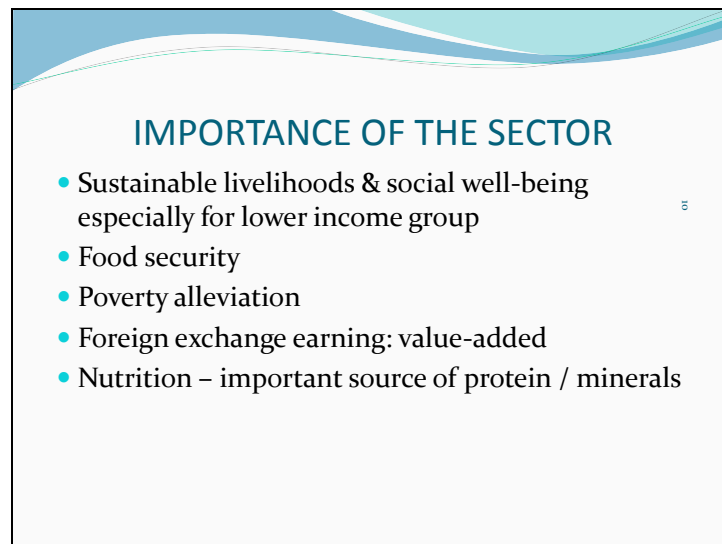 IMPORTANCE OF THE SECTOR
• Sustainable livelihoods & social well-being
especially for lower income group
10
• Food security
• Poverty alleviation
• Foreign exchange earning: value-added
• Nutrition – important source of protein / minerals